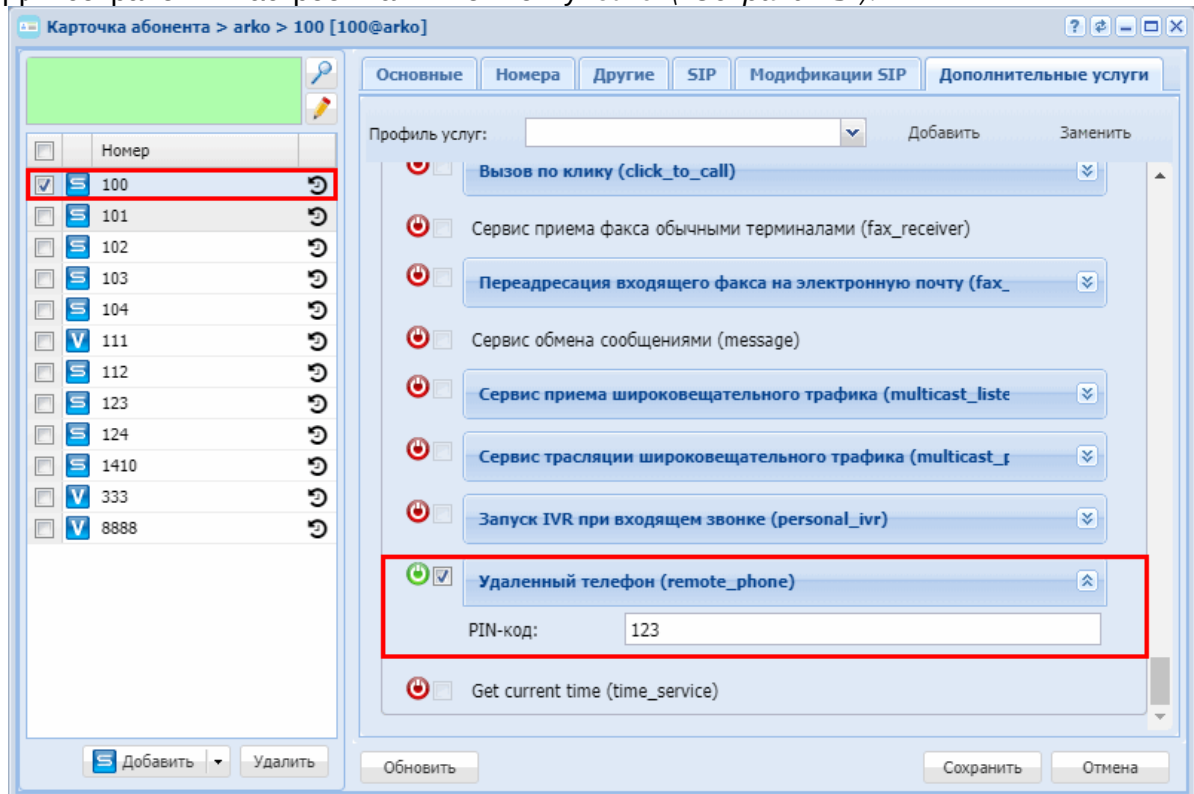 Карточка абонента > arko > 100 [100@arko]
Основные Номера Другие SIP Модификации SIP Дополнительные услуги
Профиль услуг: Добавить Заменить
Номер
100
101
102
103
104
111
112
123
124
1410
333
8888
Вызов по клику (click_to_call)
Сервис приема факса обычными терминалами (fax_receiver)
Переадресация входящего факса на электронную почту (fax_
Сервис обмена сообщениями (message)
Сервис приема широковещательного трафика (multicast_liste
Сервис трасляции широковещательного трафика (multicast_p
Запуск IVR при входящем звонке (personal_ivr)
Удаленный телефон (remote_phone)
PIN-код: 123
Get current time (time_service)
Добавить Удалить
Обновить Сохранить Отмена